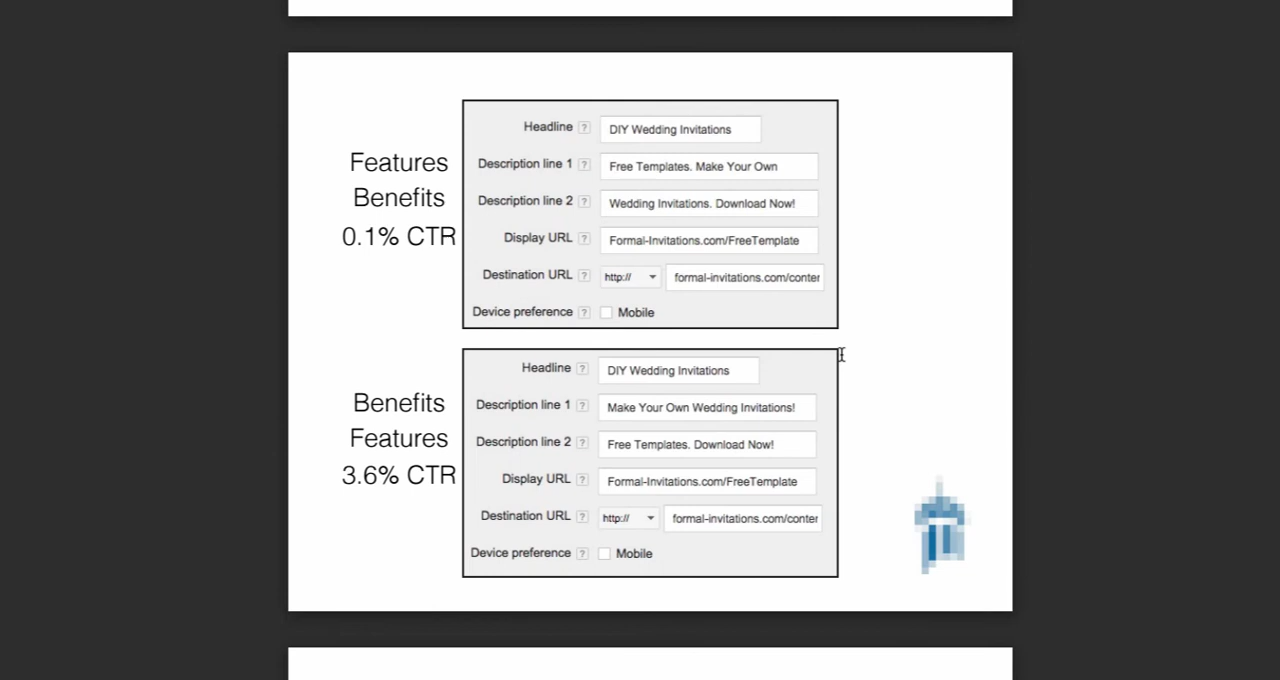 Features
Benefits
0.1% CTR
Headline ? DIY Wedding Invitations
Description line 1 ? Free Templates. Make Your Own
Description line 2 ? Wedding Invitations. Download Now!
Display URL ? Formal-Invitations.com/FreeTemplate
Destination URL ? http:// formal-invitations.com/conter
Device preference ? Mobile
Benefits
Features
3.6% CTR
Headline ? DIY Wedding Invitations
Description line 1 ? Make Your Own Wedding Invitations!
Description line 2 ? Free Templates. Download Now!
Display URL ? Formal-Invitations.com/FreeTemplate
Destination URL ? http:// formal-invitations.com/conter
Device preference ? Mobile